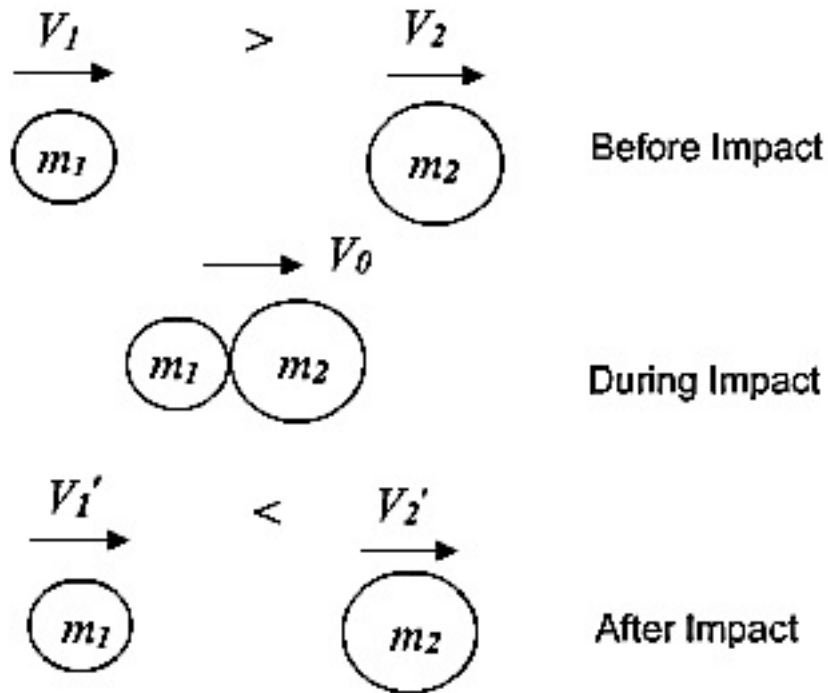 V₁ > V₂
m₁ m₂ Before Impact
V₀
m₁ m₂ During Impact
V₁' < V₂'
m₁ m₂ After Impact